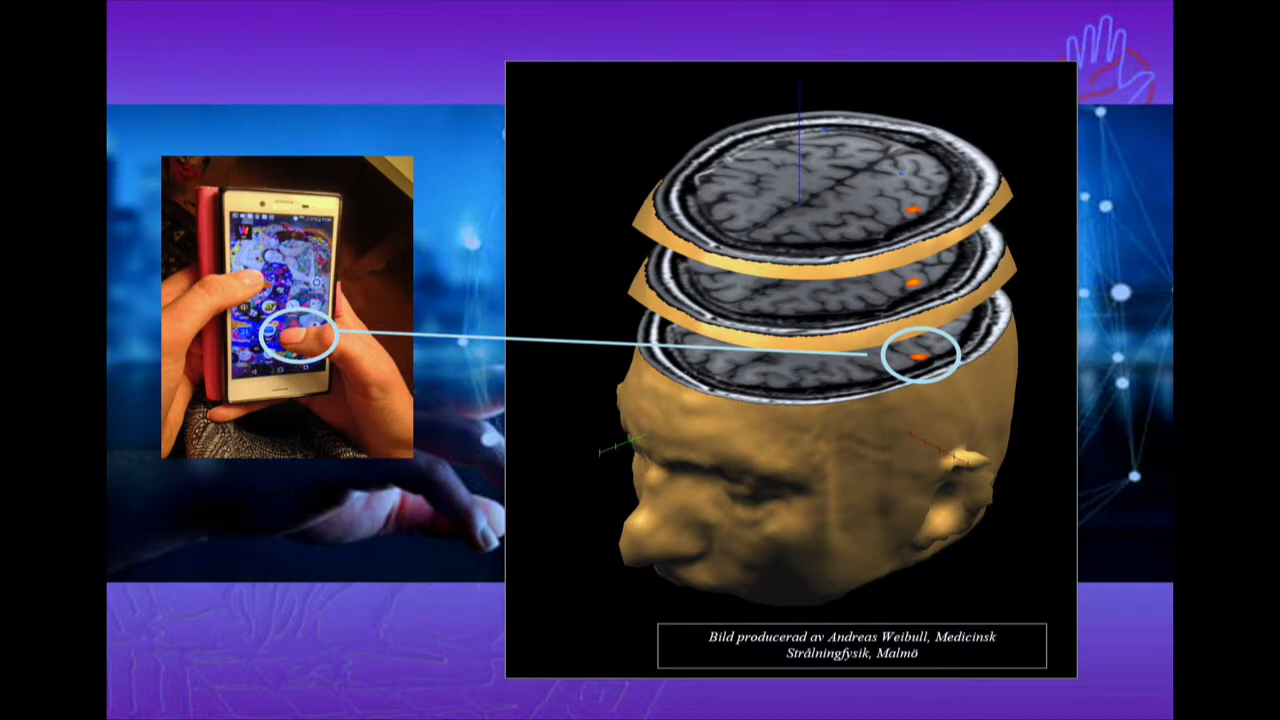 Bild producerad av Andreas Weibull, Medicinsk
Strålningfysik, Malmö